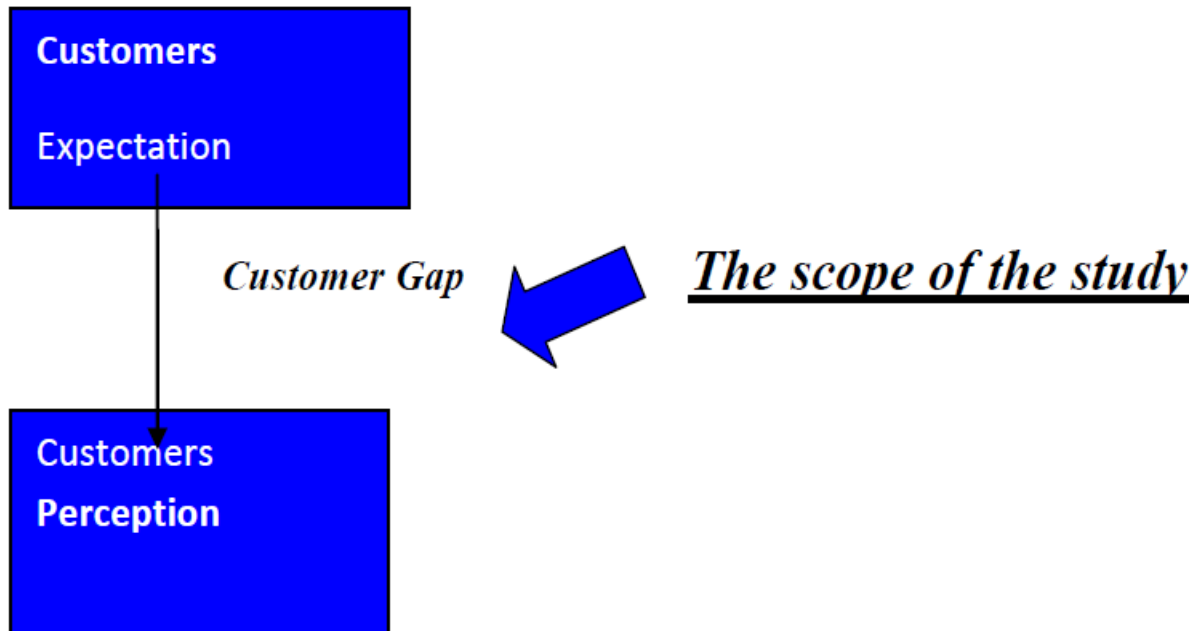 Customers
Expectation
Customer Gap
The scope of the study
Customers
Perception